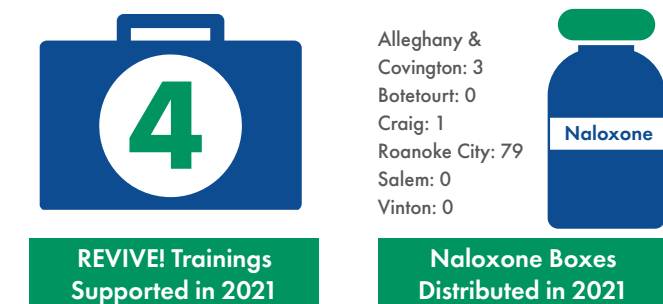 4
REVIVE! Trainings
Supported in 2021
Alleghany &
Covington: 3
Botetourt: 0
Craig: 1
Roanoke City: 79
Salem: 0
Vinton: 0
Naloxone
Naloxone Boxes
Distributed in 2021